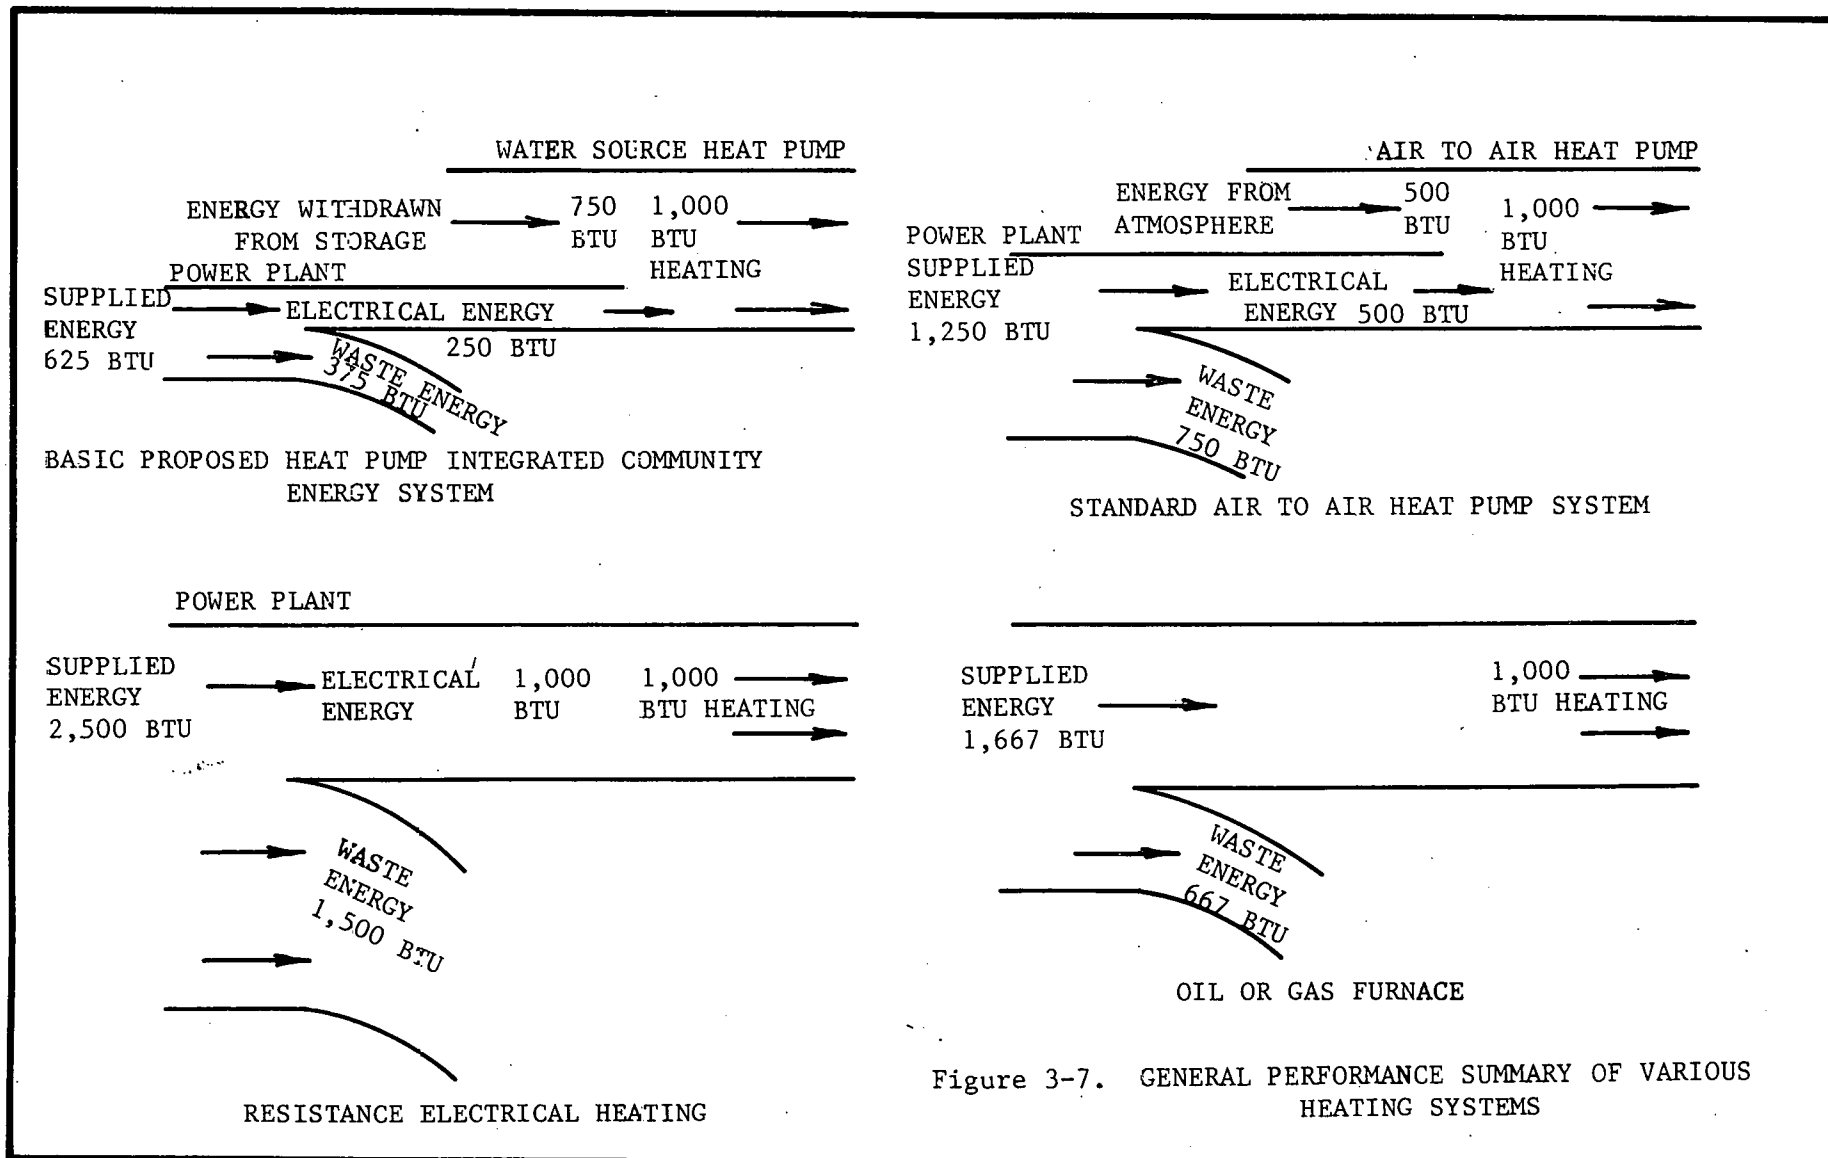 WATER SOURCE HEAT PUMP
ENERGY WITHDRAWN
FROM STORAGE
750
BTU
1,000
BTU
HEATING
POWER PLANT
SUPPLIED
ENERGY
625 BTU
ELECTRICAL ENERGY
250 BTU
WASTE ENERGY
375 BTU
BASIC PROPOSED HEAT PUMP INTEGRATED COMMUNITY
ENERGY SYSTEM
AIR TO AIR HEAT PUMP
ENERGY FROM
ATMOSPHERE
500
BTU
1,000
BTU
HEATING
POWER PLANT
SUPPLIED
ENERGY
1,250 BTU
ELECTRICAL
ENERGY 500 BTU
WASTE
ENERGY
750 BTU
STANDARD AIR TO AIR HEAT PUMP SYSTEM
POWER PLANT
SUPPLIED
ENERGY
2,500 BTU
ELECTRICAL
ENERGY
1,000
BTU
1,000
BTU HEATING
WASTE
ENERGY
1,500 BTU
RESISTANCE ELECTRICAL HEATING
SUPPLIED
ENERGY
1,667 BTU
1,000
BTU HEATING
WASTE
ENERGY
667 BTU
OIL OR GAS FURNACE
Figure 3-7. GENERAL PERFORMANCE SUMMARY OF VARIOUS
HEATING SYSTEMS